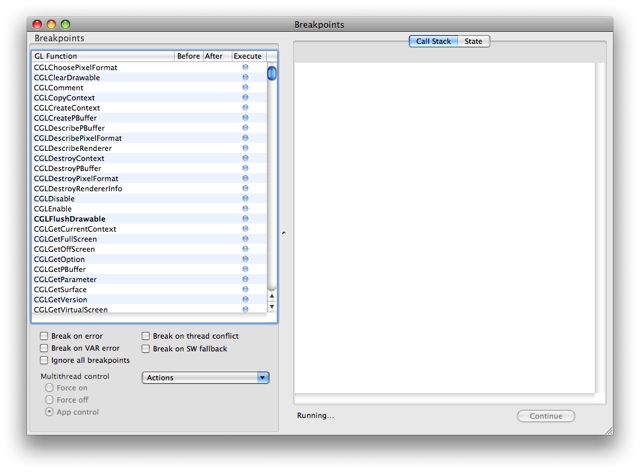 Breakpoints
Breakpoints
GL Function Before After Execute
CGLChoosePixelFormat
CGLClearDrawable
CGLComment
CGLCopyContext
CGLCreateContext
CGLCreatePBuffer
CGLDescribePBuffer
CGLDescribePixelFormat
CGLDescribeRenderer
CGLDestroyContext
CGLDestroyPBuffer
CGLDestroyPixelFormat
CGLDestroyRendererInfo
CGLDisable
CGLEnable
CGLFlushDrawable
CGLGetCurrentContext
CGLGetFullScreen
CGLGetOffScreen
CGLGetOption
CGLGetPBuffer
CGLGetParameter
CGLGetSurface
CGLGetVersion
CGLGetVirtualScreen
Break on error
Break on thread conflict
Break on VAR error
Break on SW fallback
Ignore all breakpoints
Multithread control
Actions
Force on
Force off
App control
Call Stack State
Running...
Continue